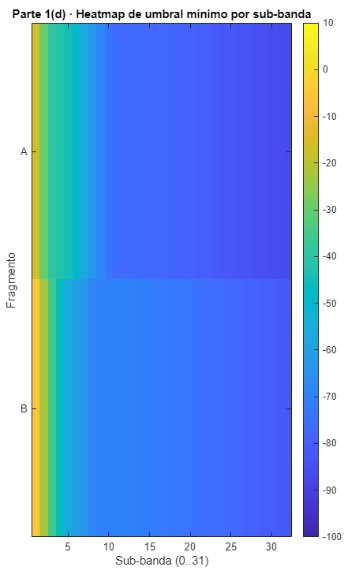 Parte 1(d) · Heatmap de umbral mínimo por sub-banda
10
0
-10
-20
-30
-40
-50
-60
-70
-80
-90
-100
A
B
Fragmento
5 10 15 20 25 30
Sub-banda (0..31)